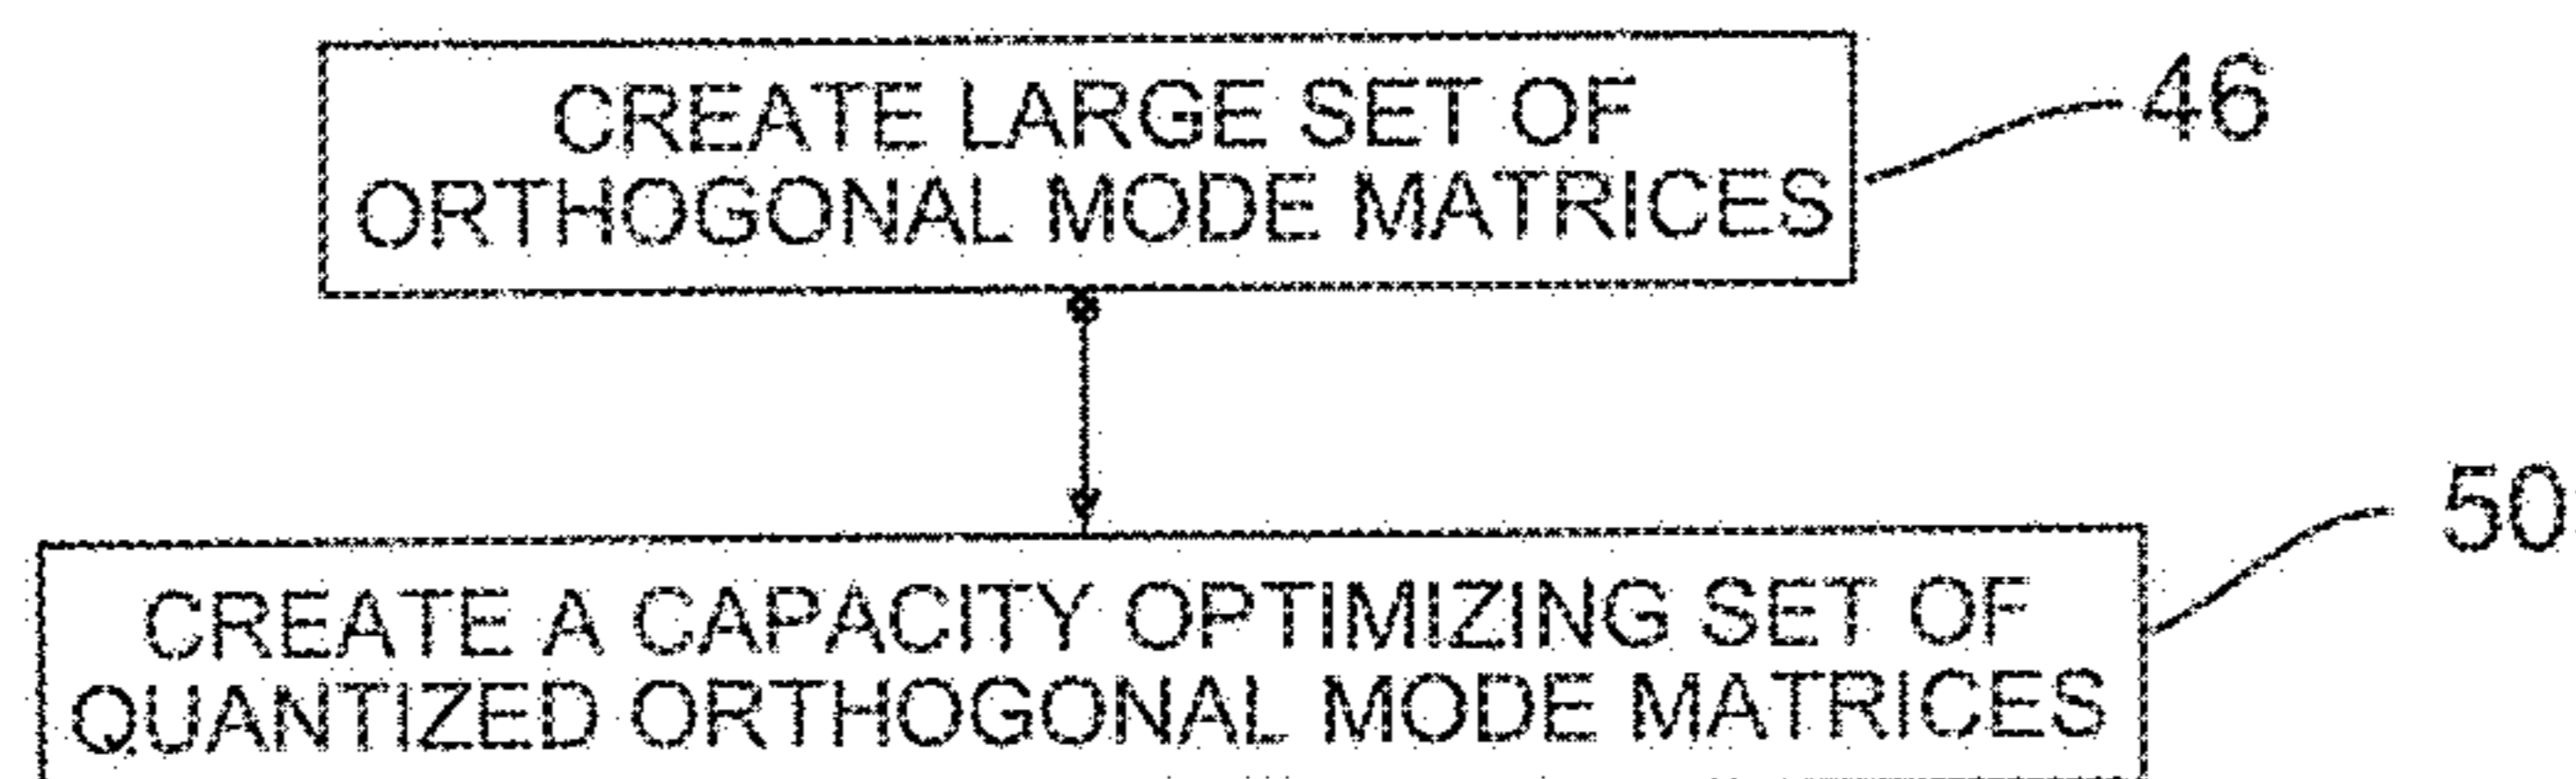 CREATE LARGE SET OF
ORTHOGONAL MODE MATRICES
46
50
CREATE A CAPACITY OPTIMIZING SET OF
QUANTIZED ORTHOGONAL MODE MATRICES